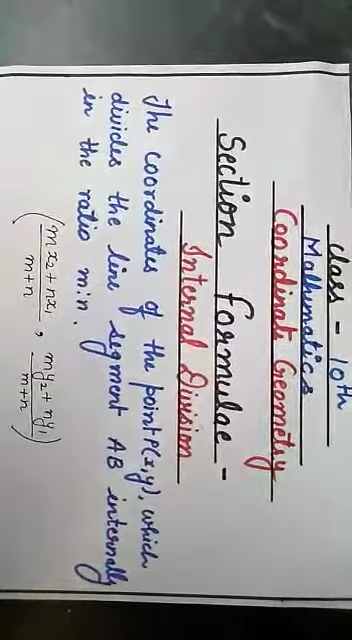 Class - 10th
Mathematics
Coordinate Geometry
Section formulae -
Internal Division
The coordinates of the point P(x,y), which
divides the line segment AB internally
in the ratio m:n.
(mx₂+nx₁/m+n , my₂+ny₁/m+n)